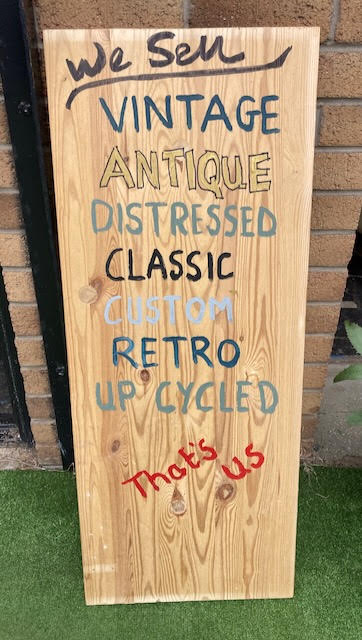 We Sell
VINTAGE
ANTIQUE
DISTRESSED
CLASSIC
CUSTOM
RETRO
UP CYCLED
That's us